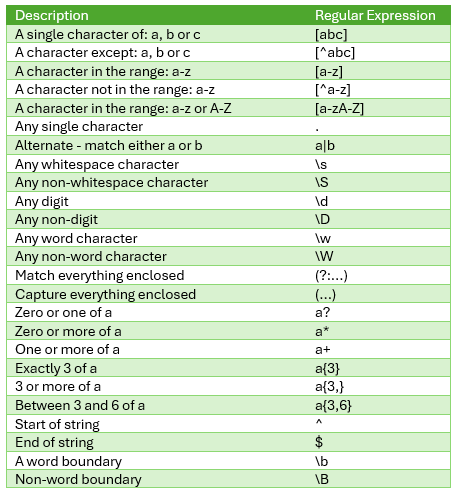 Description Regular Expression
A single character of: a, b or c [abc]
A character except: a, b or c [^abc]
A character in the range: a-z [a-z]
A character not in the range: a-z [^a-z]
A character in the range: a-z or A-Z [a-zA-Z]
Any single character .
Alternate - match either a or b a|b
Any whitespace character \s
Any non-whitespace character \S
Any digit \d
Any non-digit \D
Any word character \w
Any non-word character \W
Match everything enclosed (?:...)
Capture everything enclosed (...)
Zero or one of a a?
Zero or more of a a*
One or more of a a+
Exactly 3 of a a{3}
3 or more of a a{3,}
Between 3 and 6 of a a{3,6}
Start of string ^
End of string $
A word boundary \b
Non-word boundary \B